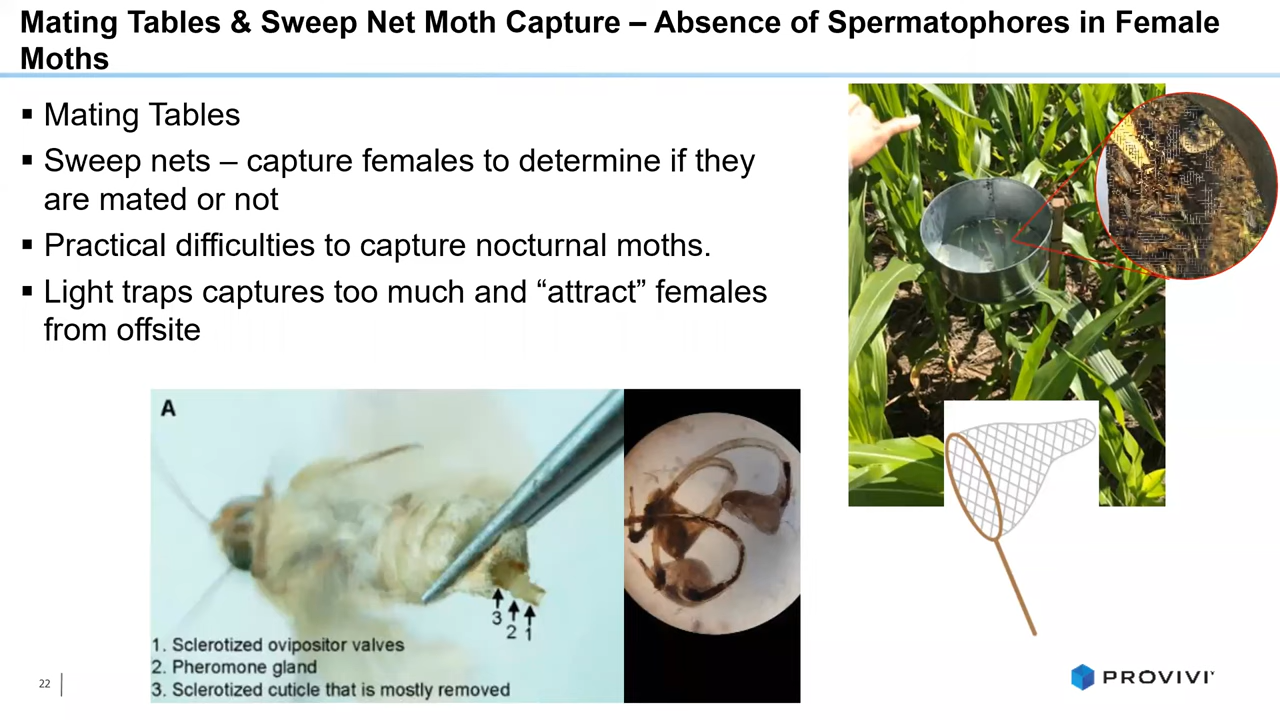 Mating Tables & Sweep Net Moth Capture – Absence of Spermatophores in Female
Moths
▪ Mating Tables
▪ Sweep nets – capture females to determine if they
are mated or not
▪ Practical difficulties to capture nocturnal moths.
▪ Light traps captures too much and “attract” females
from offsite
A
3
2
1
1. Sclerotized ovipositor valves
2. Pheromone gland
3. Sclerotized cuticle that is mostly removed
22
PROVIVI